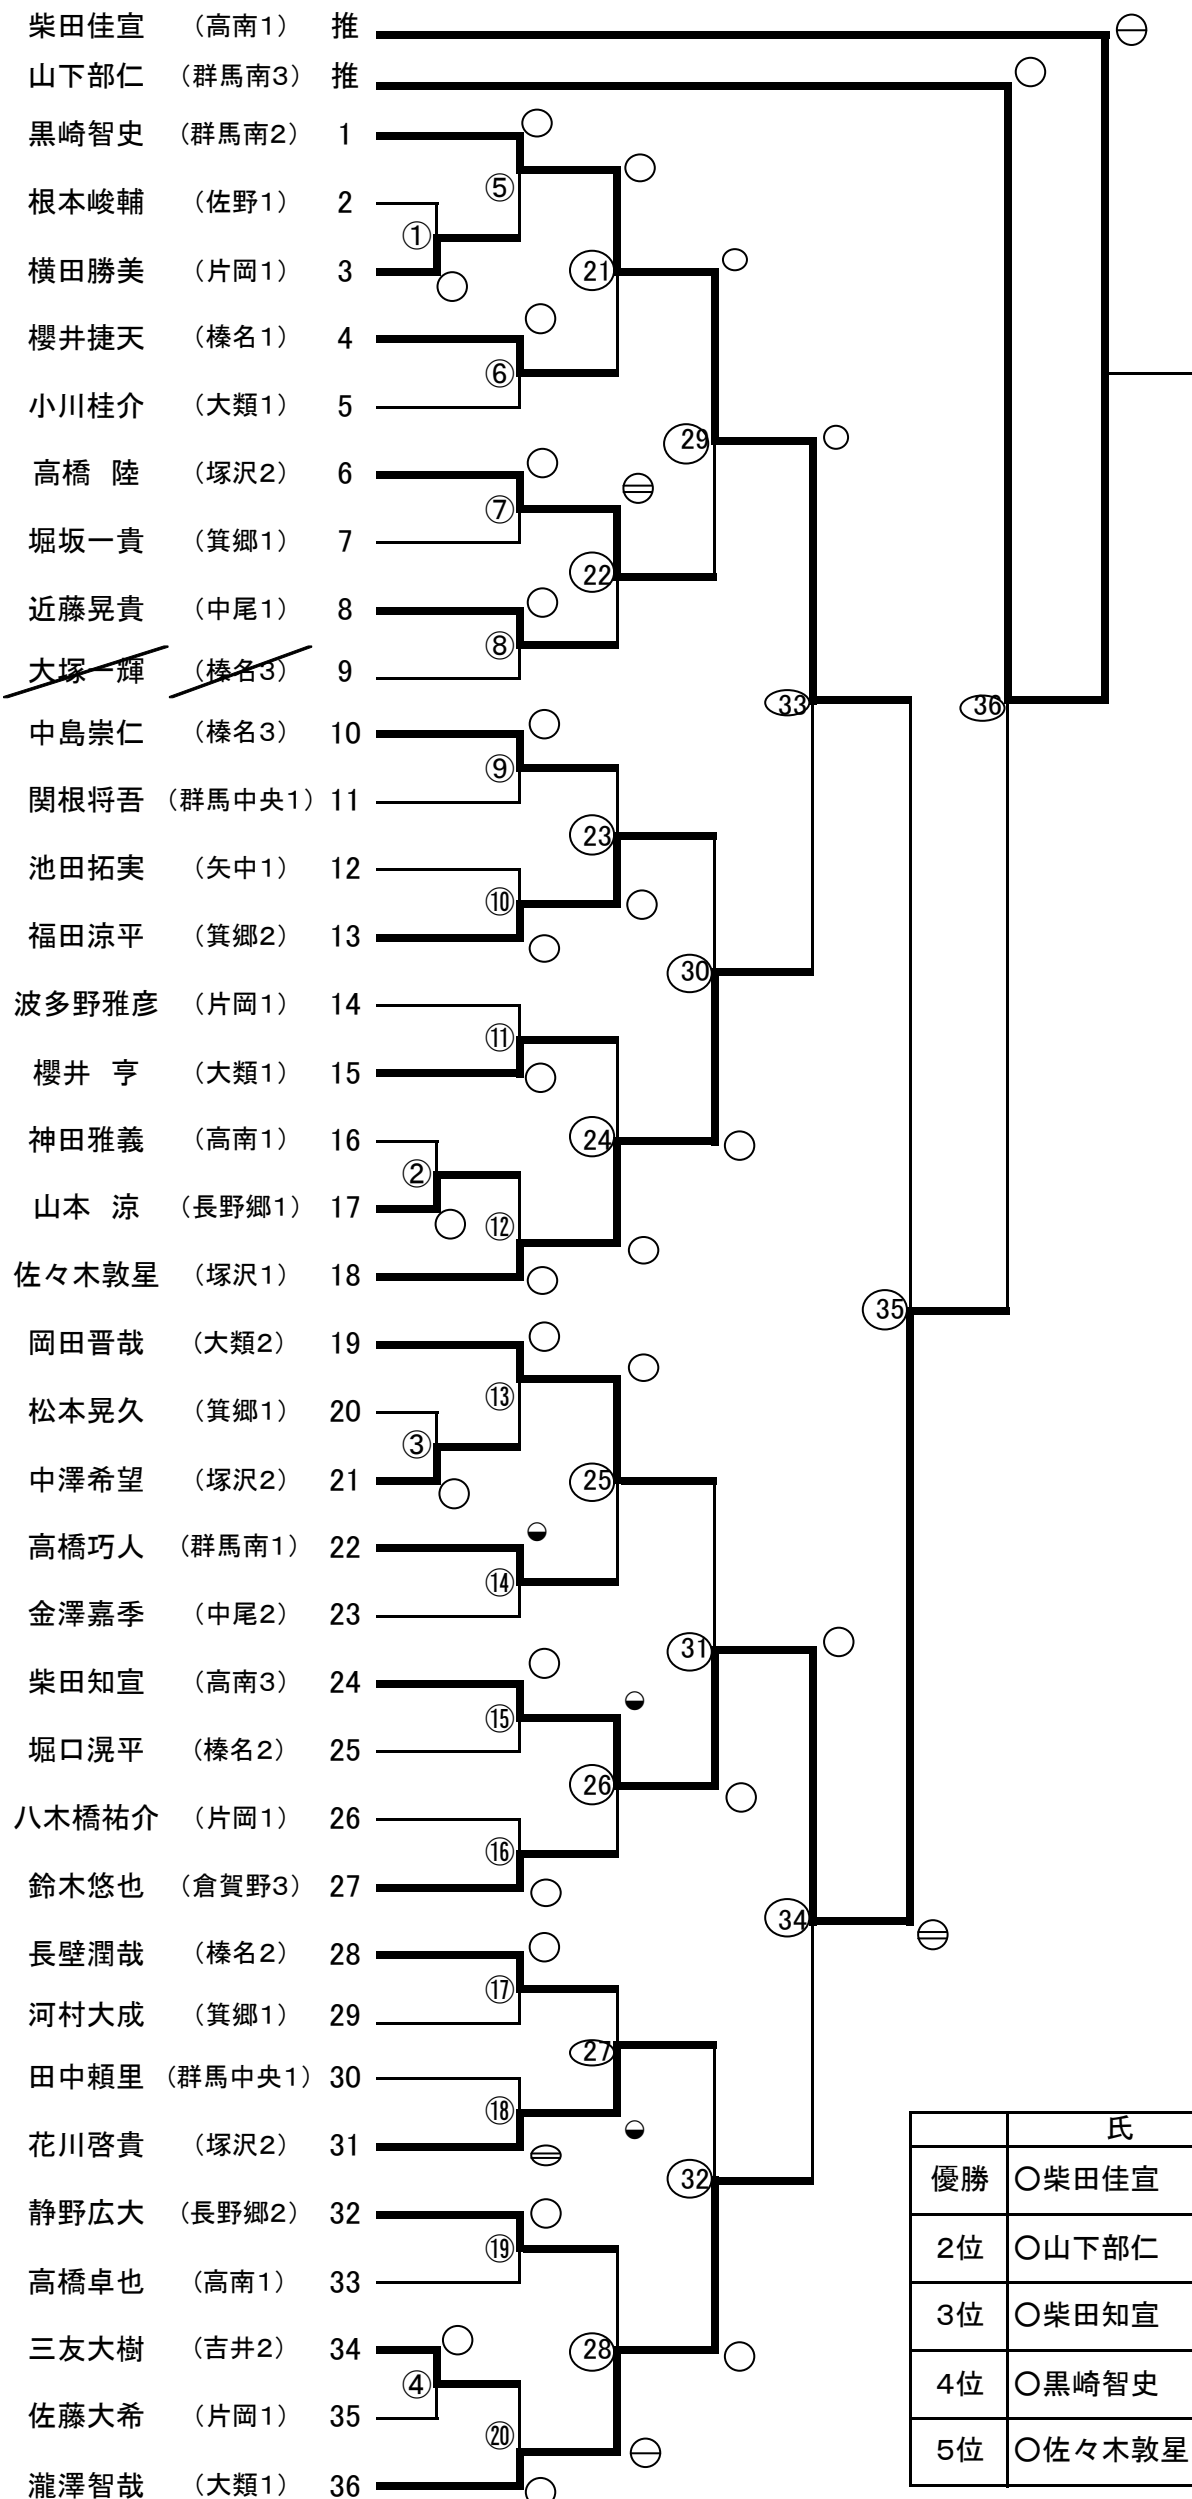 柴田佳宣 (高南1) 推
山下部仁 (群馬南3) 推
黒崎智史 (群馬南2) 1
⑤
根本峻輔 (佐野1) 2
①
横田勝美 (片岡1) 3
21
櫻井捷天 (榛名1) 4
⑥
小川桂介 (大類1) 5
29
高橋 陸 (塚沢2) 6
⑦
堀坂一貴 (箕郷1) 7
22
近藤晃貴 (中尾1) 8
⑧
大塚一輝 (榛名3) 9
33 36
中島崇仁 (榛名3) 10
⑨
関根将吾 (群馬中央1) 11
23
池田拓実 (矢中1) 12
⑩
福田涼平 (箕郷2) 13
30
波多野雅彦 (片岡1) 14
⑪
櫻井 亨 (大類1) 15
神田雅義 (高南1) 16 24
②
山本 涼 (長野郷1) 17
⑫
佐々木敦星 (塚沢1) 18
35
岡田晋哉 (大類2) 19
⑬
松本晃久 (箕郷1) 20
③
中澤希望 (塚沢2) 21 25
高橋巧人 (群馬南1) 22
⑭
金澤嘉季 (中尾2) 23
31
柴田知宣 (高南3) 24
⑮
堀口滉平 (榛名2) 25
26
八木橋祐介 (片岡1) 26
⑯
鈴木悠也 (倉賀野3) 27
34
長壁潤哉 (榛名2) 28
⑰
河村大成 (箕郷1) 29
27
田中頼里 (群馬中央1) 30
⑱
花川啓貴 (塚沢2) 31
32
静野広大 (長野郷2) 32
⑲
高橋卓也 (高南1) 33
三友大樹 (吉井2) 34 28
④
佐藤大希 (片岡1) 35
⑳
瀧澤智哉 (大類1) 36
氏
優勝 〇柴田佳宣
2位 〇山下部仁
3位 〇柴田知宣
4位 〇黒崎智史
5位 〇佐々木敦星